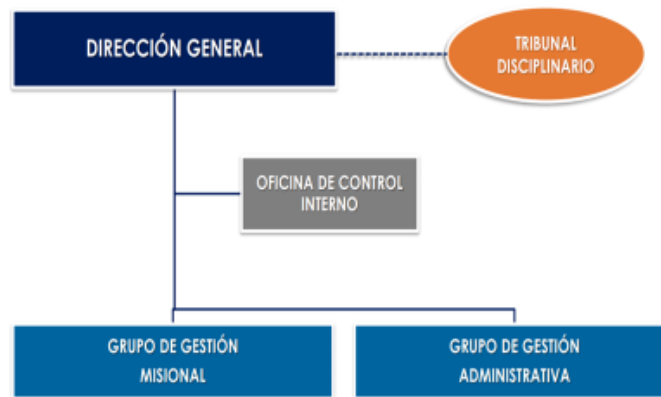 DIRECCIÓN GENERAL
TRIBUNAL
DISCIPLINARIO
OFICINA DE CONTROL
INTERNO
GRUPO DE GESTIÓN
MISIONAL
GRUPO DE GESTIÓN
ADMINISTRATIVA